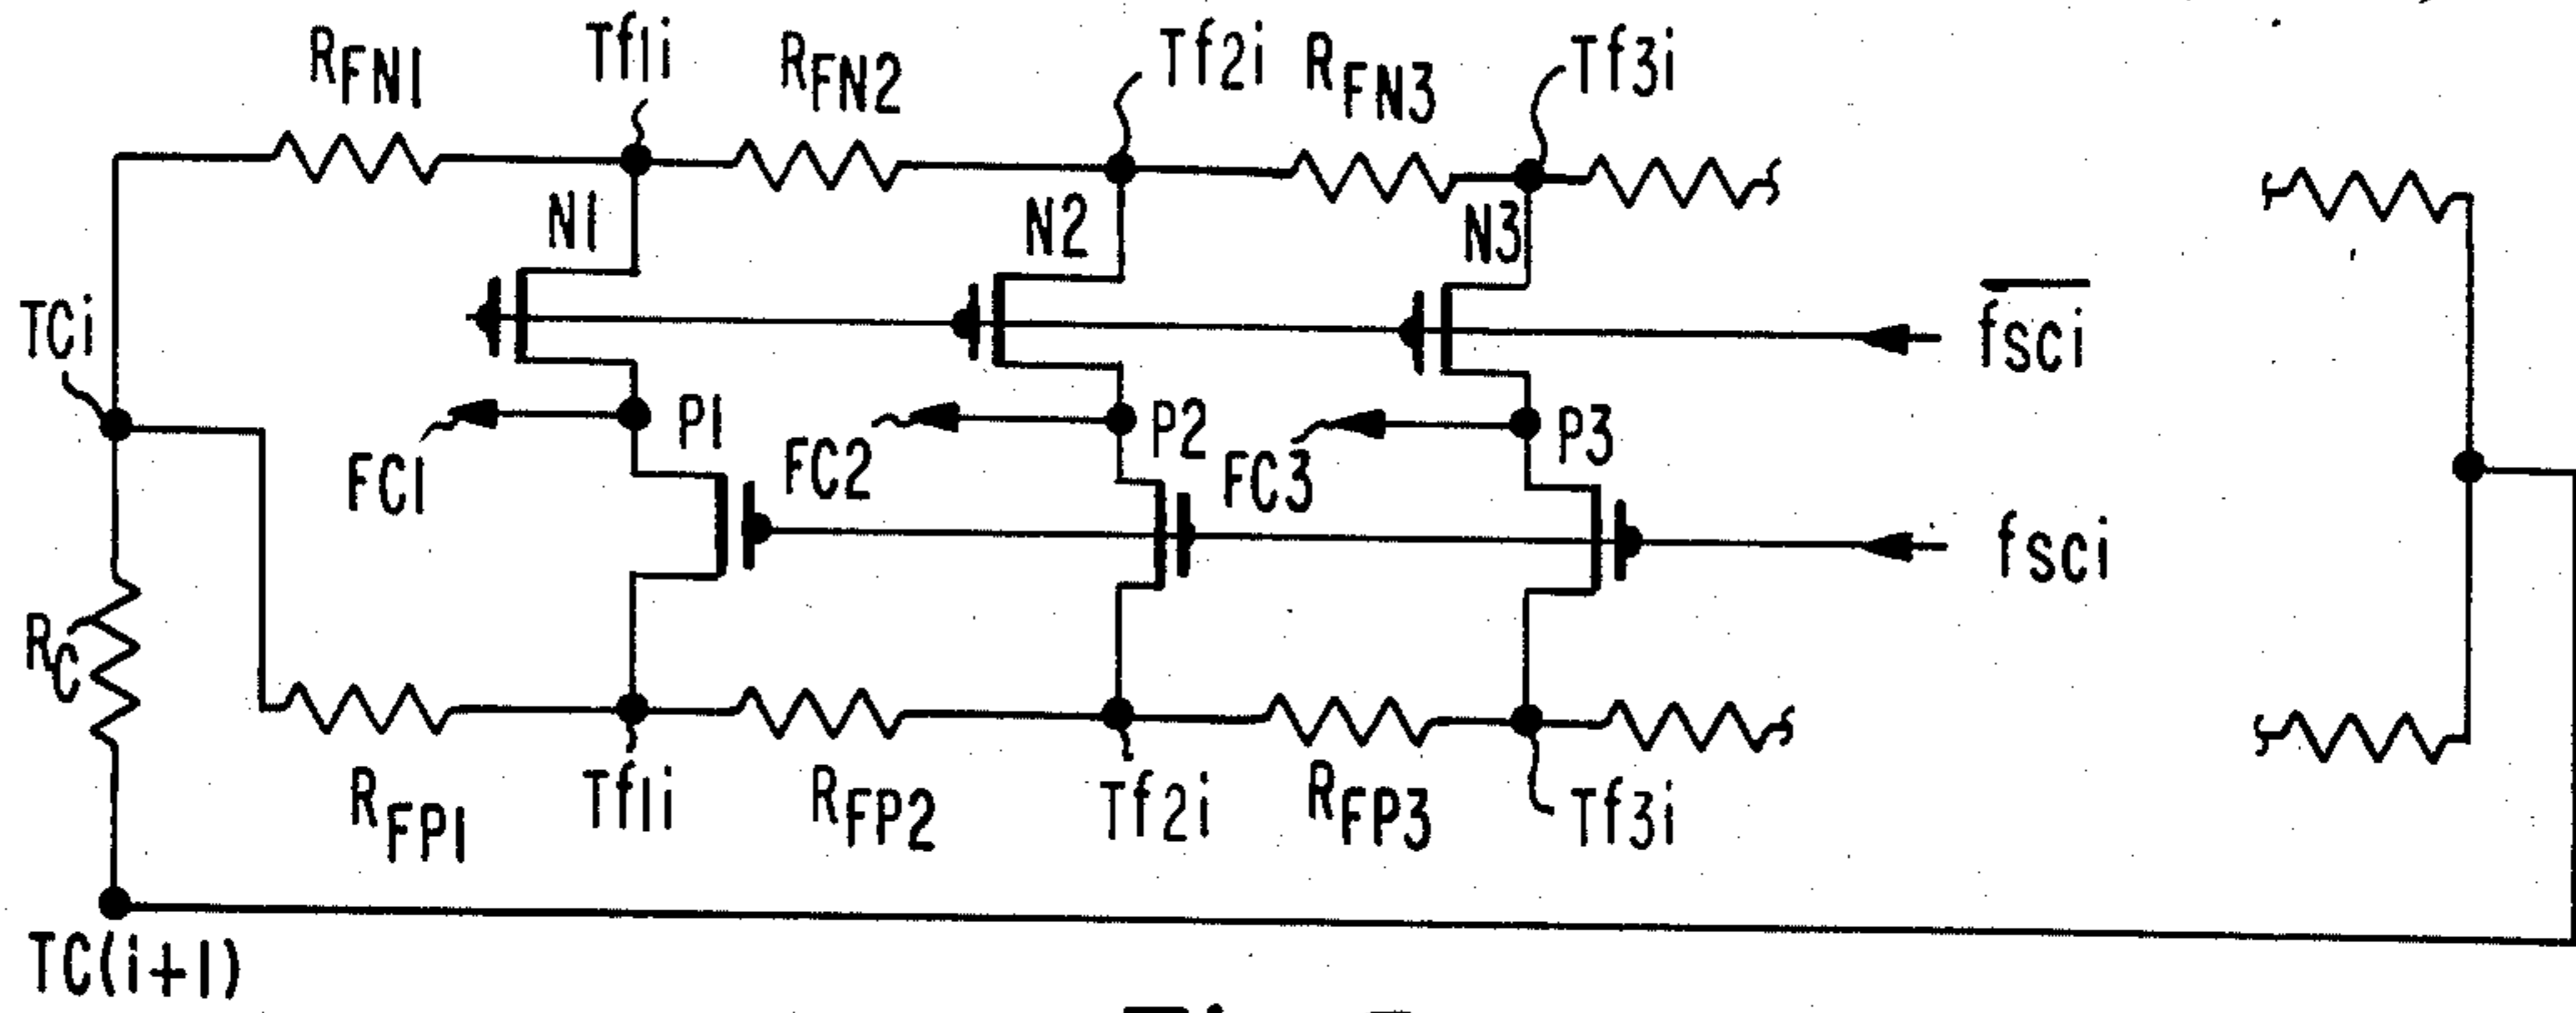 RFN1
Tf1i
RFN2
Tf2i
RFN3
Tf3i
N1
N2
N3
TCi
f̅s̅c̅i̅
FC1
P1
FC2
P2
FC3
P3
fsci
RC
RFP1
Tf1i
RFP2
Tf2i
RFP3
Tf3i
TC(i+1)